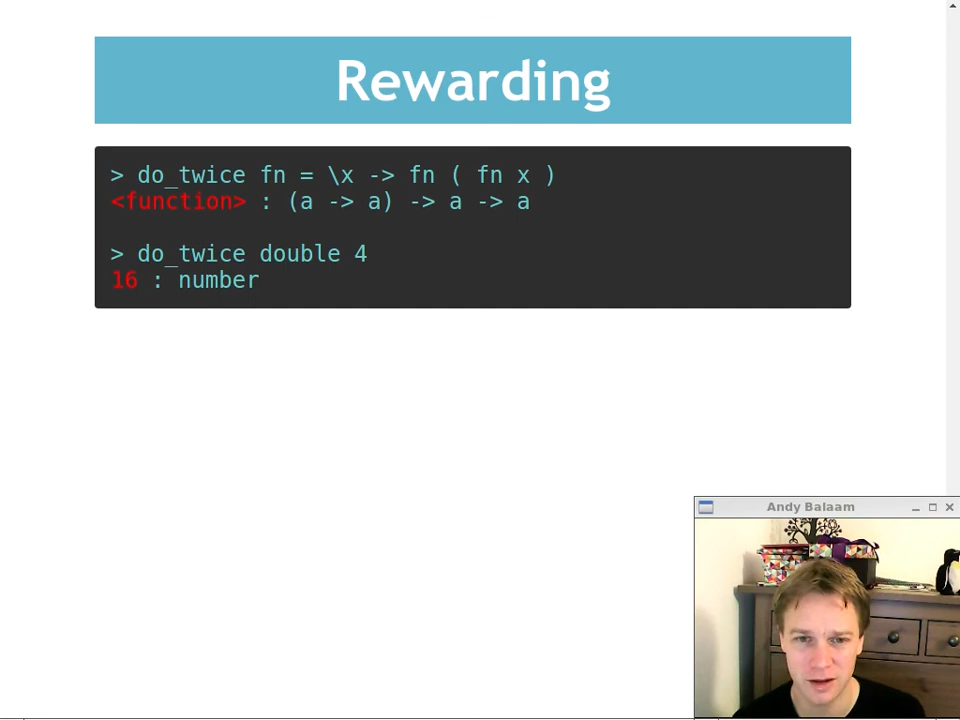 Rewarding
> do_twice fn = \x -> fn ( fn x )
<function> : (a -> a) -> a -> a
> do_twice double 4
16 : number
Andy Balaam